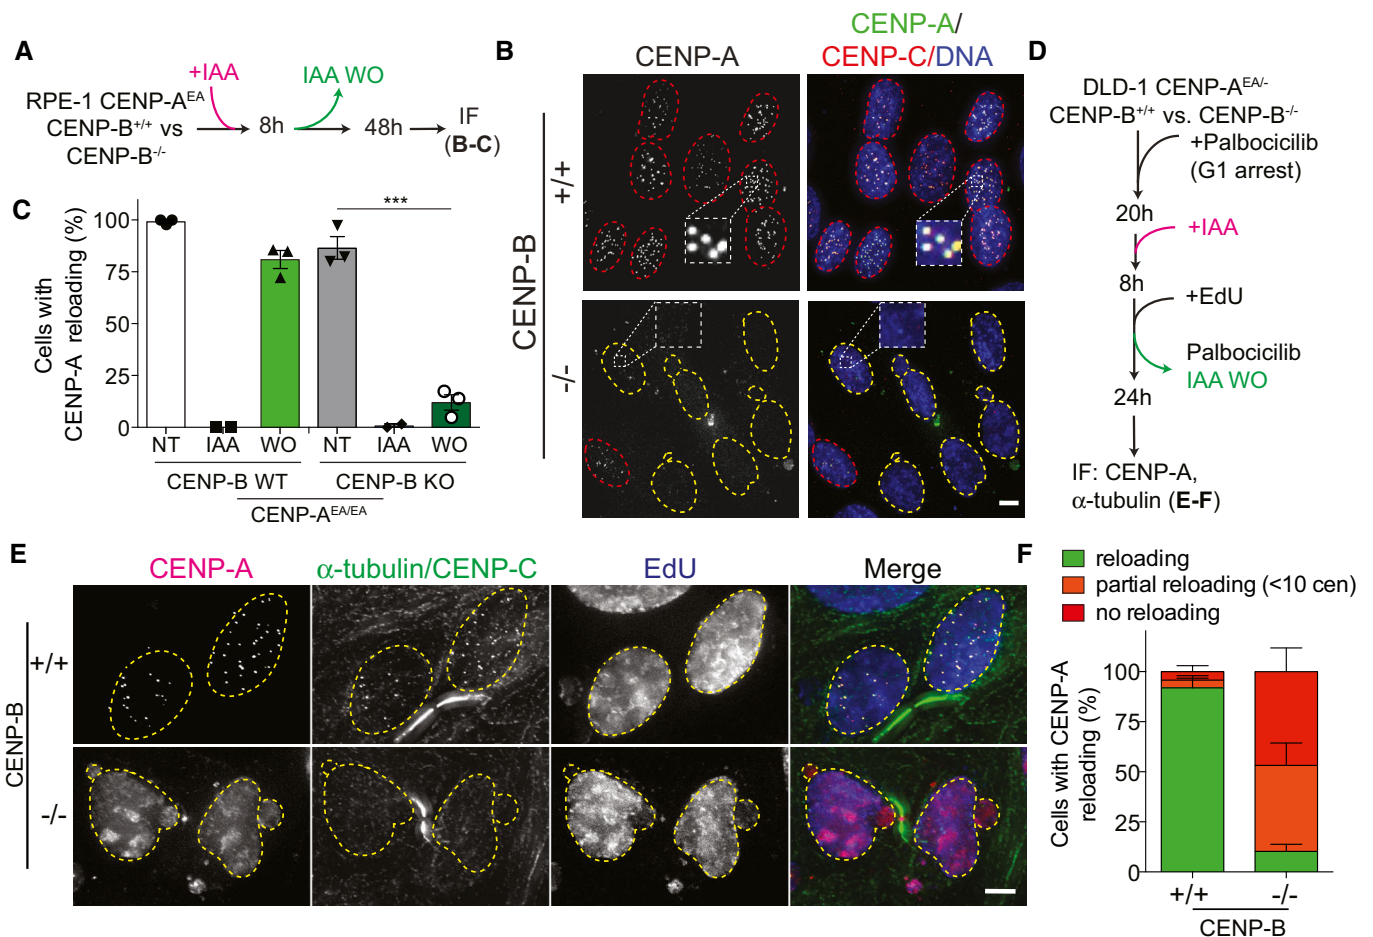 A
+IAA
IAA WO
RPE-1 CENP-A^EA
CENP-B^+/+ vs
CENP-B^-/-
8h
48h
IF
(B-C)
B
CENP-A
CENP-A/
CENP-C/DNA
CENP-B
+/+
-/-
C
Cells with
CENP-A reloading (%)
100
75
50
25
0
***
NT
IAA
WO
NT
IAA
WO
CENP-B WT
CENP-B KO
CENP-A^EA/EA
D
DLD-1 CENP-A^EA/-
CENP-B^+/+ vs. CENP-B^-/-
+Palbocicilib
(G1 arrest)
20h
+IAA
8h
+EdU
Palbocicilib
IAA WO
24h
IF: CENP-A,
α-tubulin (E-F)
E
CENP-A
α-tubulin/CENP-C
EdU
Merge
CENP-B
+/+
-/-
F
reloading
partial reloading (<10 cen)
no reloading
Cells with CENP-A
reloading (%)
100
75
50
25
0
+/+
-/-
CENP-B